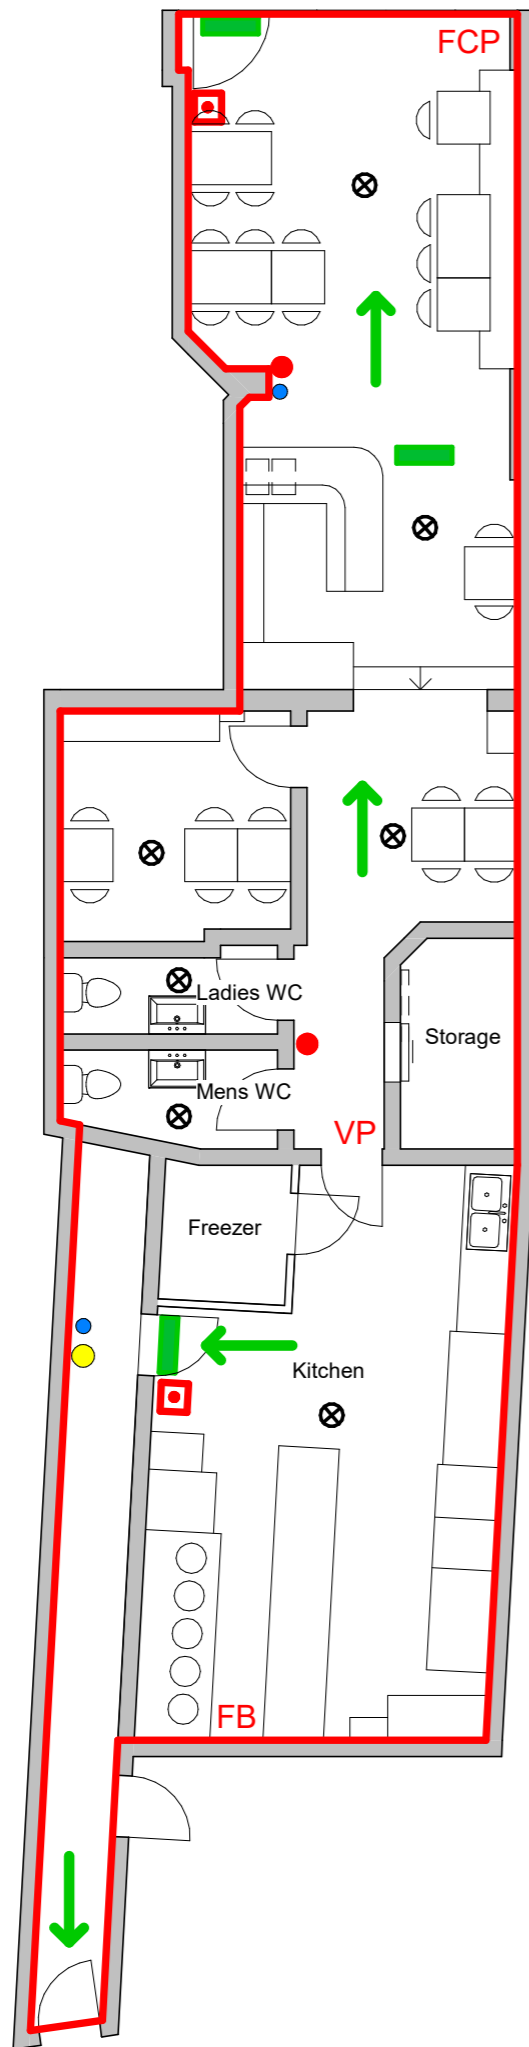 FCP
Ladies WC
Storage
Mens WC
VP
Freezer
Kitchen
FB